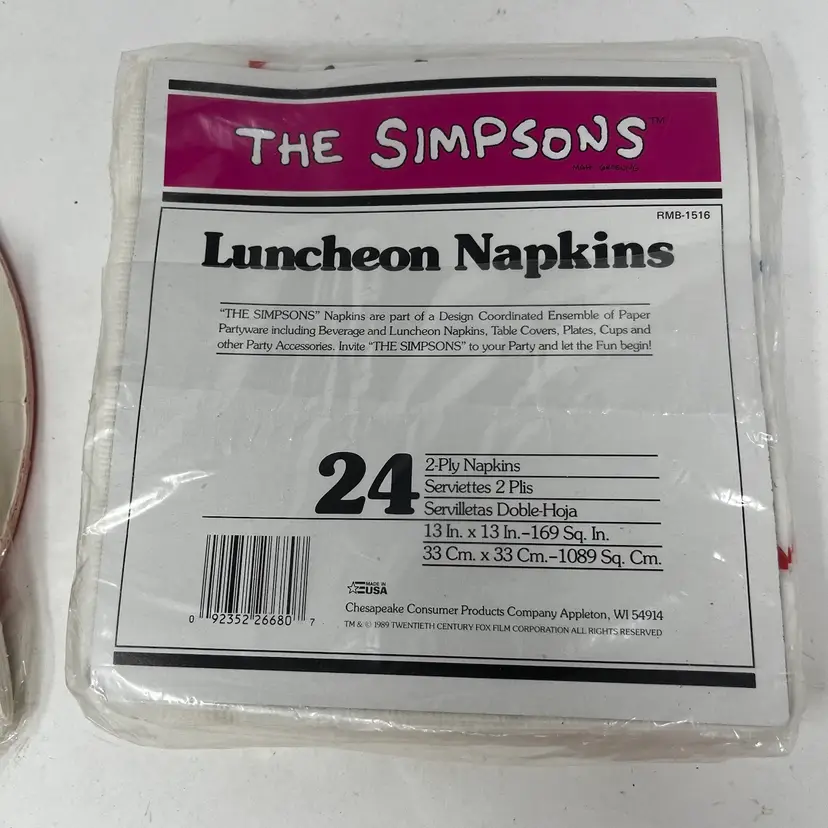 THE SIMPSONS™
MATT GROENING
RMB-1516
Luncheon Napkins
"THE SIMPSONS" Napkins are part of a Design Coordinated Ensemble of Paper
Partyware including Beverage and Luncheon Napkins, Table Covers, Plates, Cups and
other Party Accessories. Invite "THE SIMPSONS" to your Party and let the Fun begin!
24
2-Ply Napkins
Serviettes 2 Plis
Servilletas Doble-Hoja
13 In. x 13 In.-169 Sq. In.
33 Cm. x 33 Cm.-1089 Sq. Cm.
MADE IN
USA
0 92352 26680 7
Chesapeake Consumer Products Company Appleton, WI 54914
TM & © 1989 TWENTIETH CENTURY FOX FILM CORPORATION ALL RIGHTS RESERVED